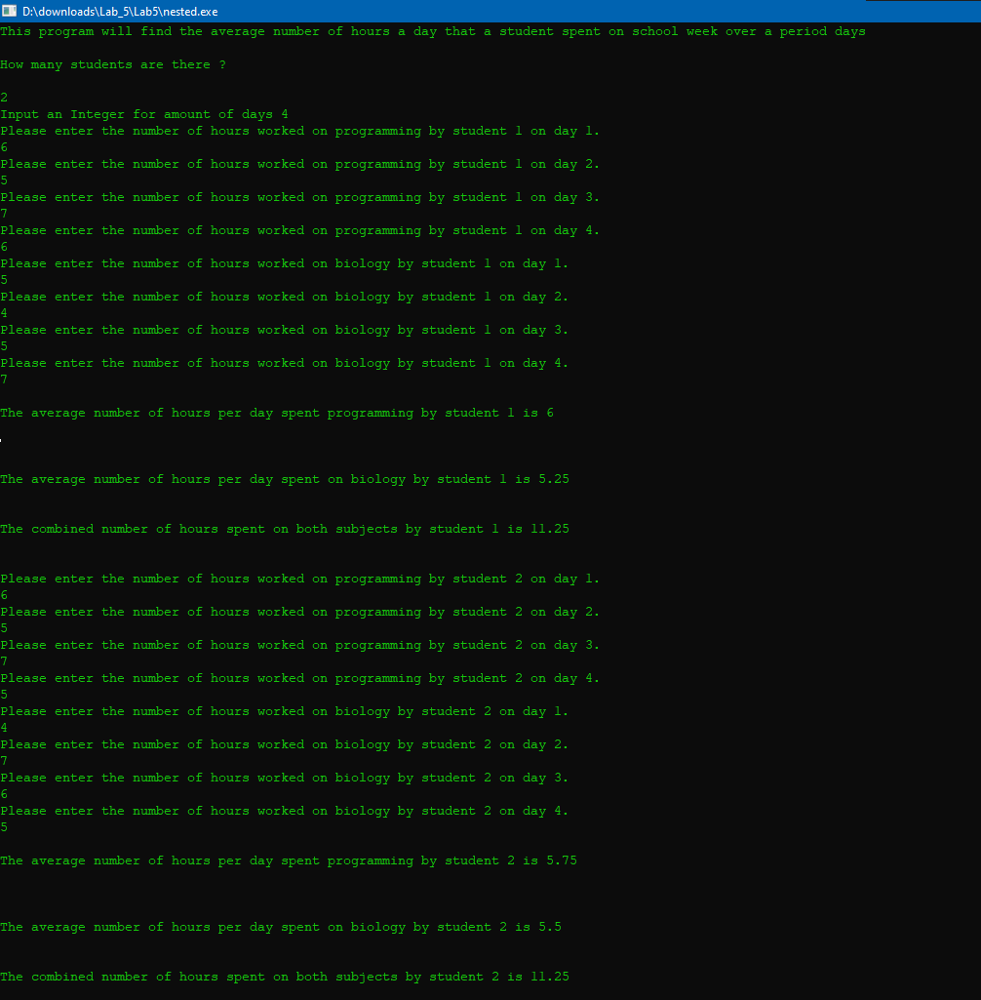 D:\downloads\Lab_5\Lab5\nested.exe
This program will find the average number of hours a day that a student spent on school week over a period days
How many students are there ?
2
Input an Integer for amount of days 4
Please enter the number of hours worked on programming by student 1 on day 1.
6
Please enter the number of hours worked on programming by student 1 on day 2.
5
Please enter the number of hours worked on programming by student 1 on day 3.
7
Please enter the number of hours worked on programming by student 1 on day 4.
6
Please enter the number of hours worked on biology by student 1 on day 1.
5
Please enter the number of hours worked on biology by student 1 on day 2.
4
Please enter the number of hours worked on biology by student 1 on day 3.
5
Please enter the number of hours worked on biology by student 1 on day 4.
7
The average number of hours per day spent programming by student 1 is 6
The average number of hours per day spent on biology by student 1 is 5.25
The combined number of hours spent on both subjects by student 1 is 11.25
Please enter the number of hours worked on programming by student 2 on day 1.
6
Please enter the number of hours worked on programming by student 2 on day 2.
5
Please enter the number of hours worked on programming by student 2 on day 3.
7
Please enter the number of hours worked on programming by student 2 on day 4.
5
Please enter the number of hours worked on biology by student 2 on day 1.
4
Please enter the number of hours worked on biology by student 2 on day 2.
7
Please enter the number of hours worked on biology by student 2 on day 3.
6
Please enter the number of hours worked on biology by student 2 on day 4.
5
The average number of hours per day spent programming by student 2 is 5.75
The average number of hours per day spent on biology by student 2 is 5.5
The combined number of hours spent on both subjects by student 2 is 11.25